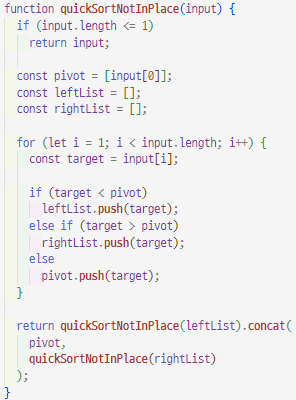 function quickSortNotInPlace(input) {
  if (input.length <= 1)
    return input;

  const pivot = [input[0]];
  const leftList = [];
  const rightList = [];

  for (let i = 1; i < input.length; i++) {
    const target = input[i];

    if (target < pivot)
      leftList.push(target);
    else if (target > pivot)
      rightList.push(target);
    else
      pivot.push(target);
  }

  return quickSortNotInPlace(leftList).concat(
    pivot,
    quickSortNotInPlace(rightList)
  );
}